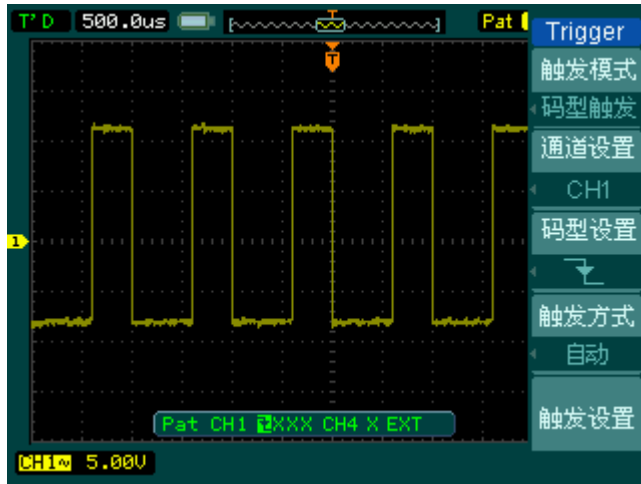 T'D 500.0us T Pat
Trigger
触发模式
码型触发
通道设置
CH1
码型设置
触发方式
自动
触发设置
T
1
Pat CH1 XXX CH4 X EXT
CH1~ 5.00V